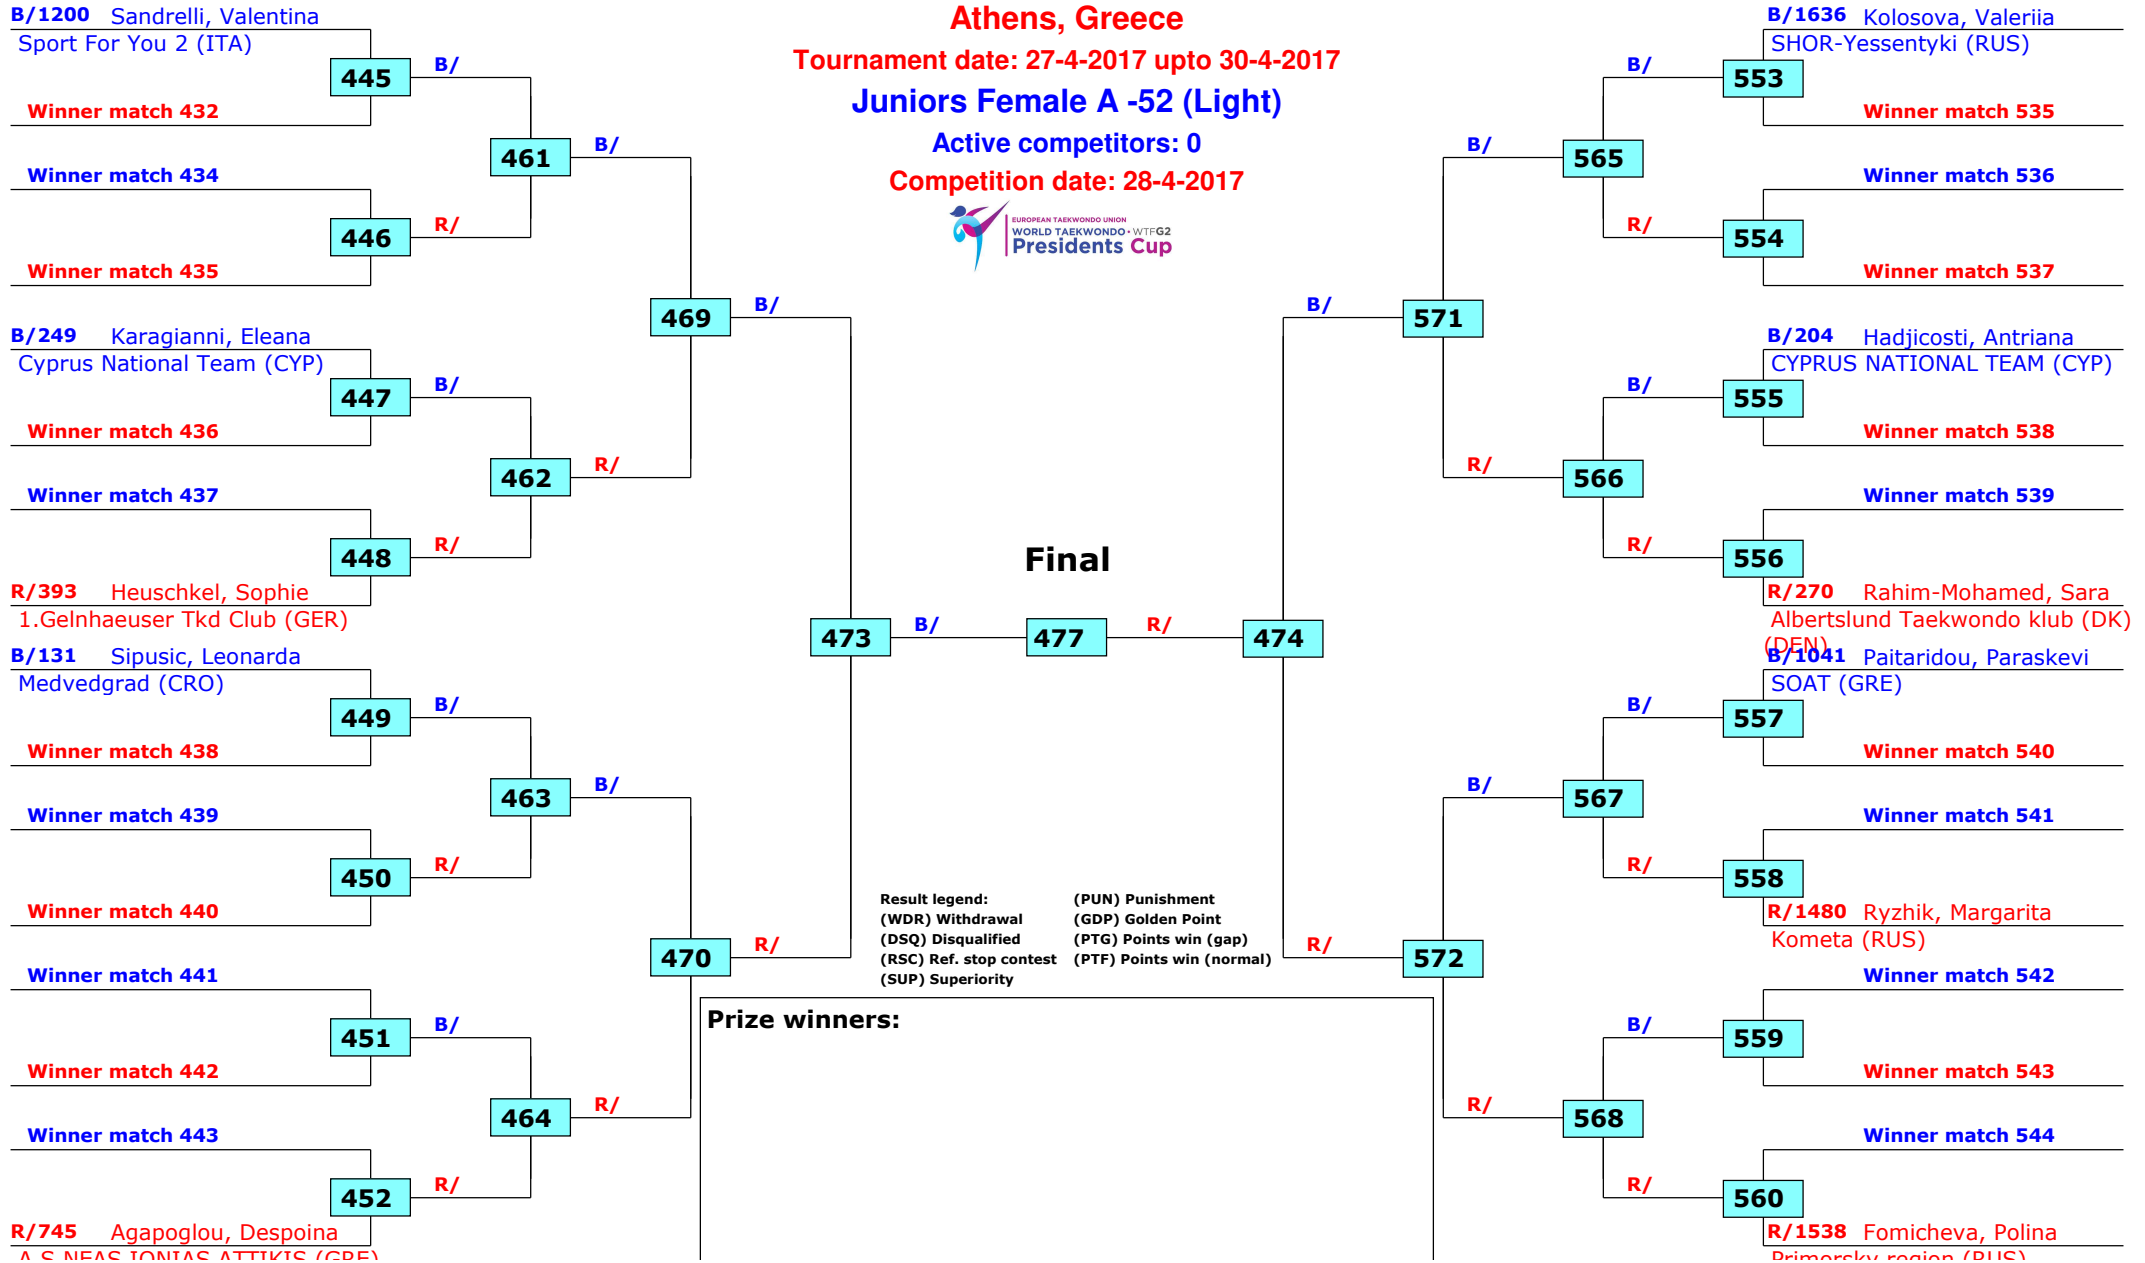 Athens, Greece
Tournament date: 27-4-2017 upto 30-4-2017
Juniors Female A -52 (Light)
Active competitors: 0
Competition date: 28-4-2017
EUROPEAN TAEKWONDO UNION
WORLD TAEKWONDO • WTFG2
Presidents Cup
B/1200 Sandrelli, Valentina
Sport For You 2 (ITA)
445
B/
Winner match 432
461
B/
Winner match 434
446
R/
Winner match 435
469
B/
B/249 Karagianni, Eleana
Cyprus National Team (CYP)
447
B/
Winner match 436
462
R/
Winner match 437
448
R/
R/393 Heuschkel, Sophie
1.Gelnhaeuser Tkd Club (GER)
473
B/
B/131 Sipusic, Leonarda
Medvedgrad (CRO)
449
B/
Winner match 438
463
B/
Winner match 439
450
R/
Winner match 440
470
R/
Winner match 441
451
B/
Winner match 442
464
R/
Winner match 443
452
R/
R/745 Agapoglou, Despoina
A.S NEAS IONIAS ATTIKIS (GRE)
Final
477
R/
474
B/1636 Kolosova, Valeriia
SHOR-Yessentyki (RUS)
B/
553
Winner match 535
B/
565
Winner match 536
R/
554
Winner match 537
B/
571
B/204 Hadjicosti, Antriana
CYPRUS NATIONAL TEAM (CYP)
B/
555
Winner match 538
R/
566
Winner match 539
R/
556
R/270 Rahim-Mohamed, Sara
Albertslund Taekwondo klub (DK)
(DEN)
B/1041 Paitaridou, Paraskevi
SOAT (GRE)
B/
557
Winner match 540
B/
567
Winner match 541
R/
558
R/1480 Ryzhik, Margarita
Kometa (RUS)
R/
572
Winner match 542
B/
559
Winner match 543
R/
568
Winner match 544
R/
560
R/1538 Fomicheva, Polina
Primorsky region (RUS)
Result legend: (PUN) Punishment
(WDR) Withdrawal (GDP) Golden Point
(DSQ) Disqualified (PTG) Points win (gap)
(RSC) Ref. stop contest (PTF) Points win (normal)
(SUP) Superiority
Prize winners: